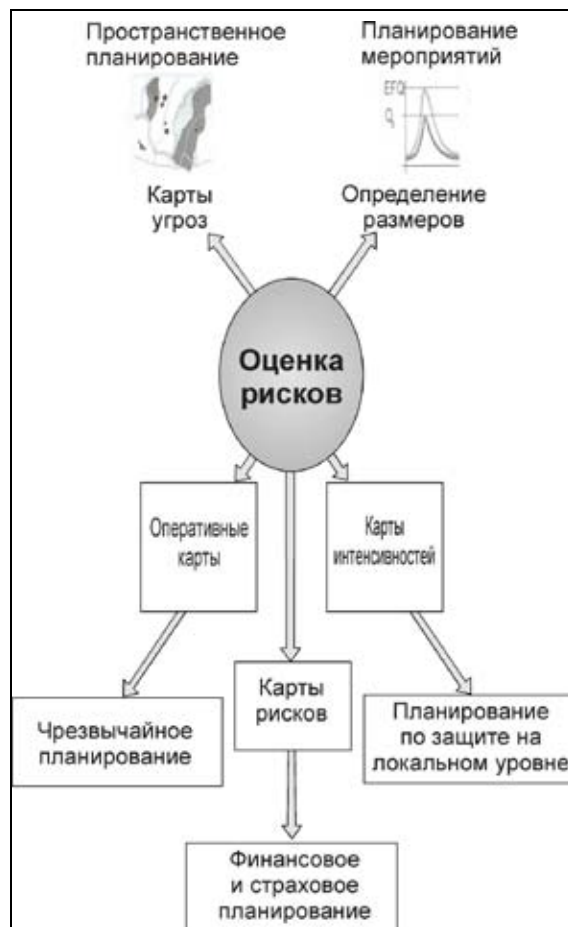 Пространственное
планирование
Планирование
мероприятий
EFQ
Q
Карты
угроз
Определение
размеров
Оценка
рисков
Оперативные
карты
Карты
интенсивностей
Карты
рисков
Чрезвычайное
планирование
Планирование
по защите на
локальном уровне
Финансовое
и страховое
планирование